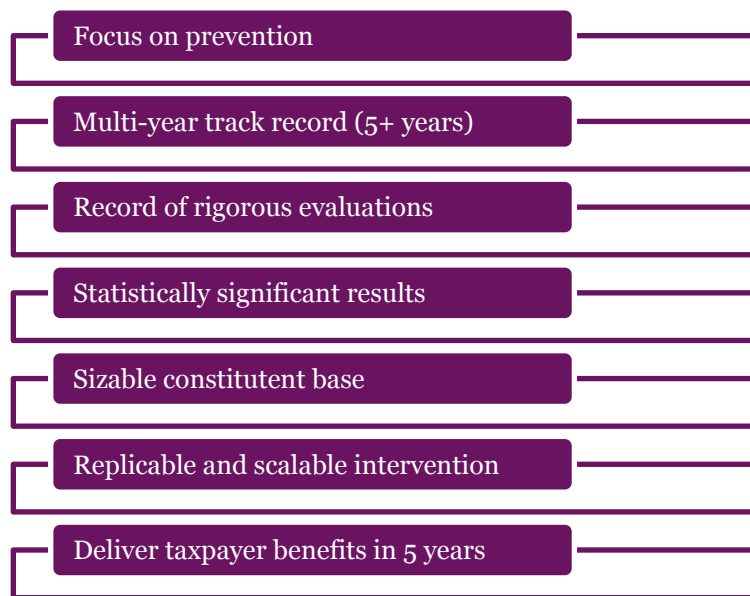 Focus on prevention
Multi-year track record (5+ years)
Record of rigorous evaluations
Statistically significant results
Sizable constitutent base
Replicable and scalable intervention
Deliver taxpayer benefits in 5 years